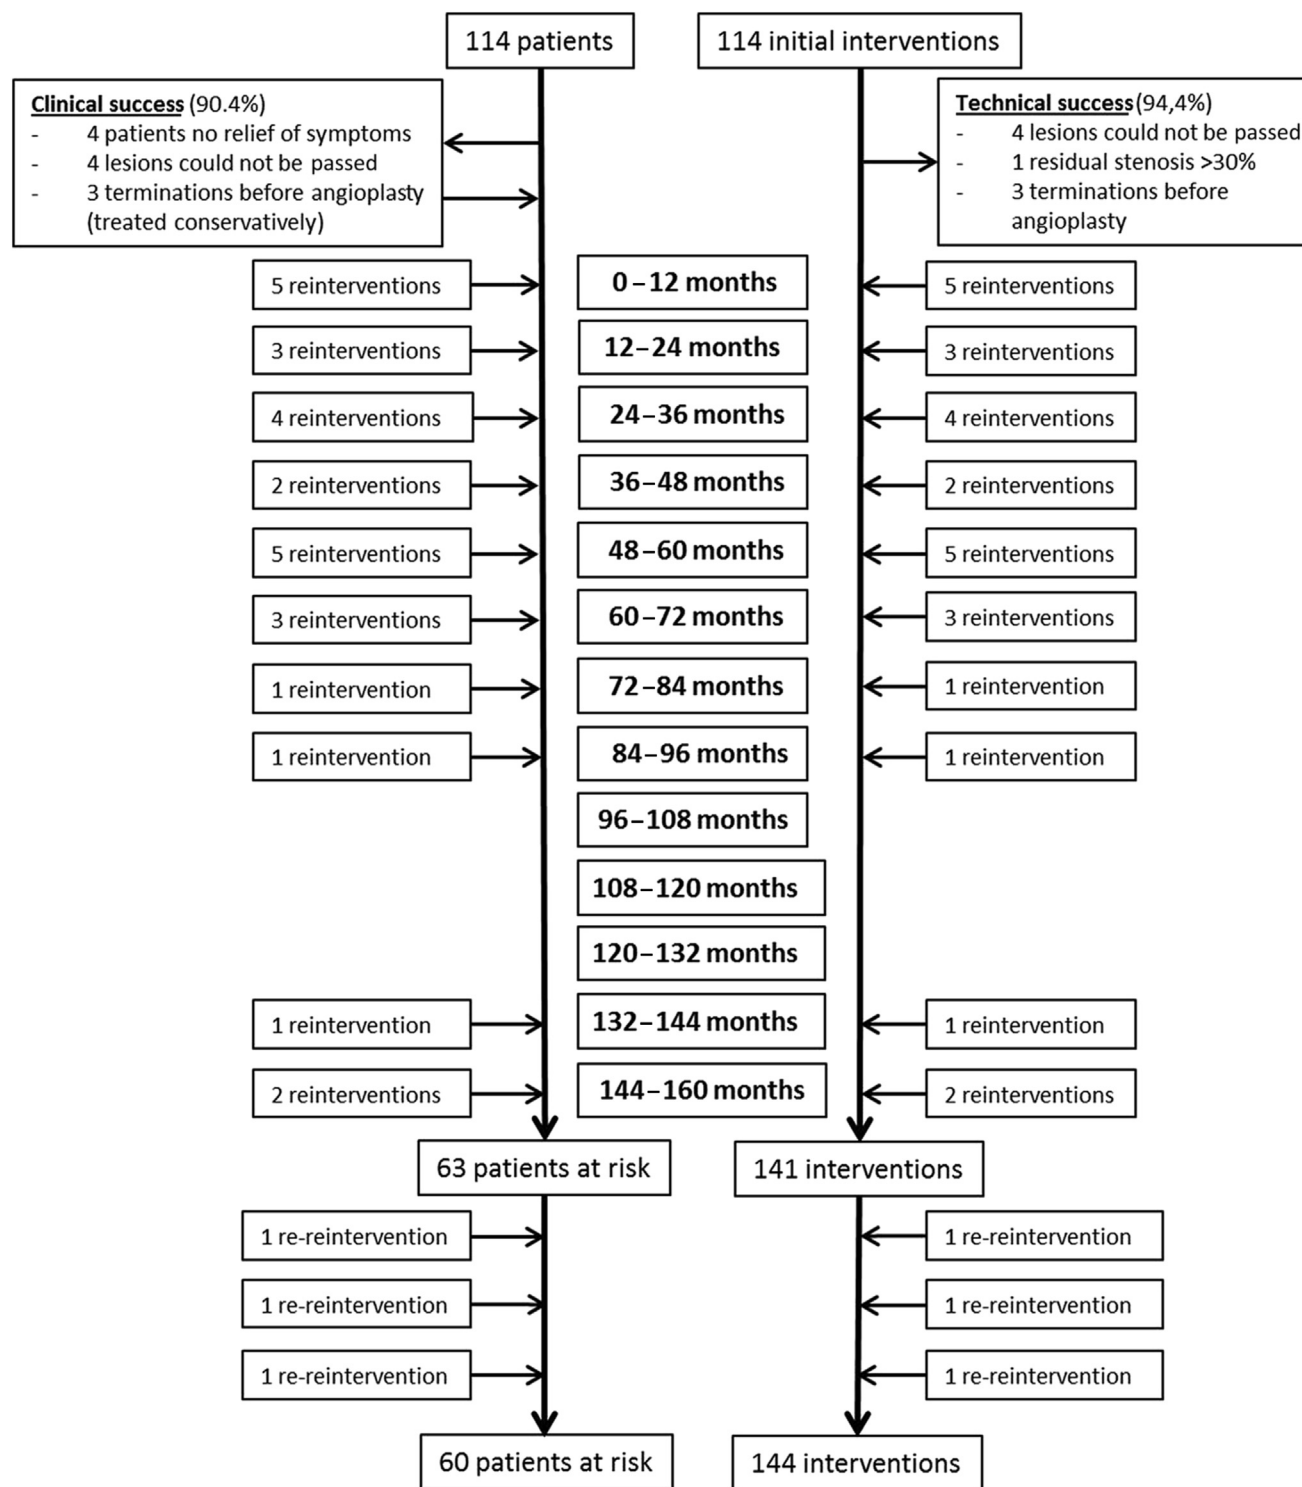 114 patients
114 initial interventions
Clinical success (90.4%)
- 4 patients no relief of symptoms
- 4 lesions could not be passed
- 3 terminations before angioplasty
(treated conservatively)
Technical success (94,4%)
- 4 lesions could not be passed
- 1 residual stenosis >30%
- 3 terminations before
angioplasty
5 reinterventions
0–12 months
5 reinterventions
3 reinterventions
12–24 months
3 reinterventions
4 reinterventions
24–36 months
4 reinterventions
2 reinterventions
36–48 months
2 reinterventions
5 reinterventions
48–60 months
5 reinterventions
3 reinterventions
60–72 months
3 reinterventions
1 reintervention
72–84 months
1 reintervention
1 reintervention
84–96 months
1 reintervention
96–108 months
108–120 months
120–132 months
1 reintervention
132–144 months
1 reintervention
2 reinterventions
144–160 months
2 reinterventions
63 patients at risk
141 interventions
1 re-reintervention
1 re-reintervention
1 re-reintervention
1 re-reintervention
1 re-reintervention
1 re-reintervention
60 patients at risk
144 interventions